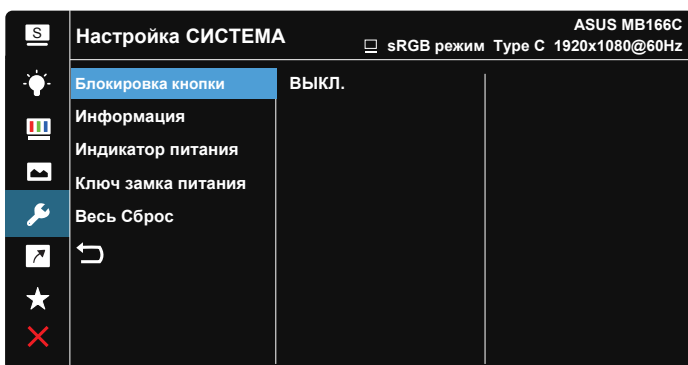 S
Настройка СИСТЕМА
ASUS MB166C
sRGB режим Type C 1920x1080@60Hz
Блокировка кнопки ВЫКЛ.
Информация
Индикатор питания
Ключ замка питания
Весь Сброс